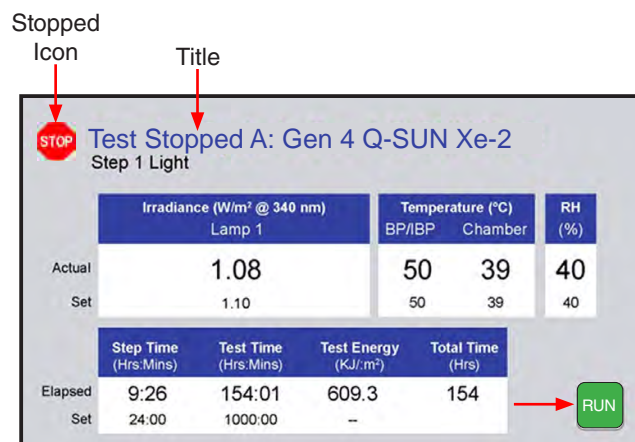 Stopped
Icon
Title
STOP Test Stopped A: Gen 4 Q-SUN Xe-2
Step 1 Light
Irradiance (W/m² @ 340 nm) Temperature (°C) RH
Lamp 1 BP/IBP Chamber (%)
Actual 1.08 50 39 40
Set 1.10 50 39 40
Step Time Test Time Test Energy Total Time
(Hrs:Mins) (Hrs:Mins) (KJ/:m²) (Hrs)
Elapsed 9:26 154:01 609.3 154
Set 24:00 1000:00 --
RUN